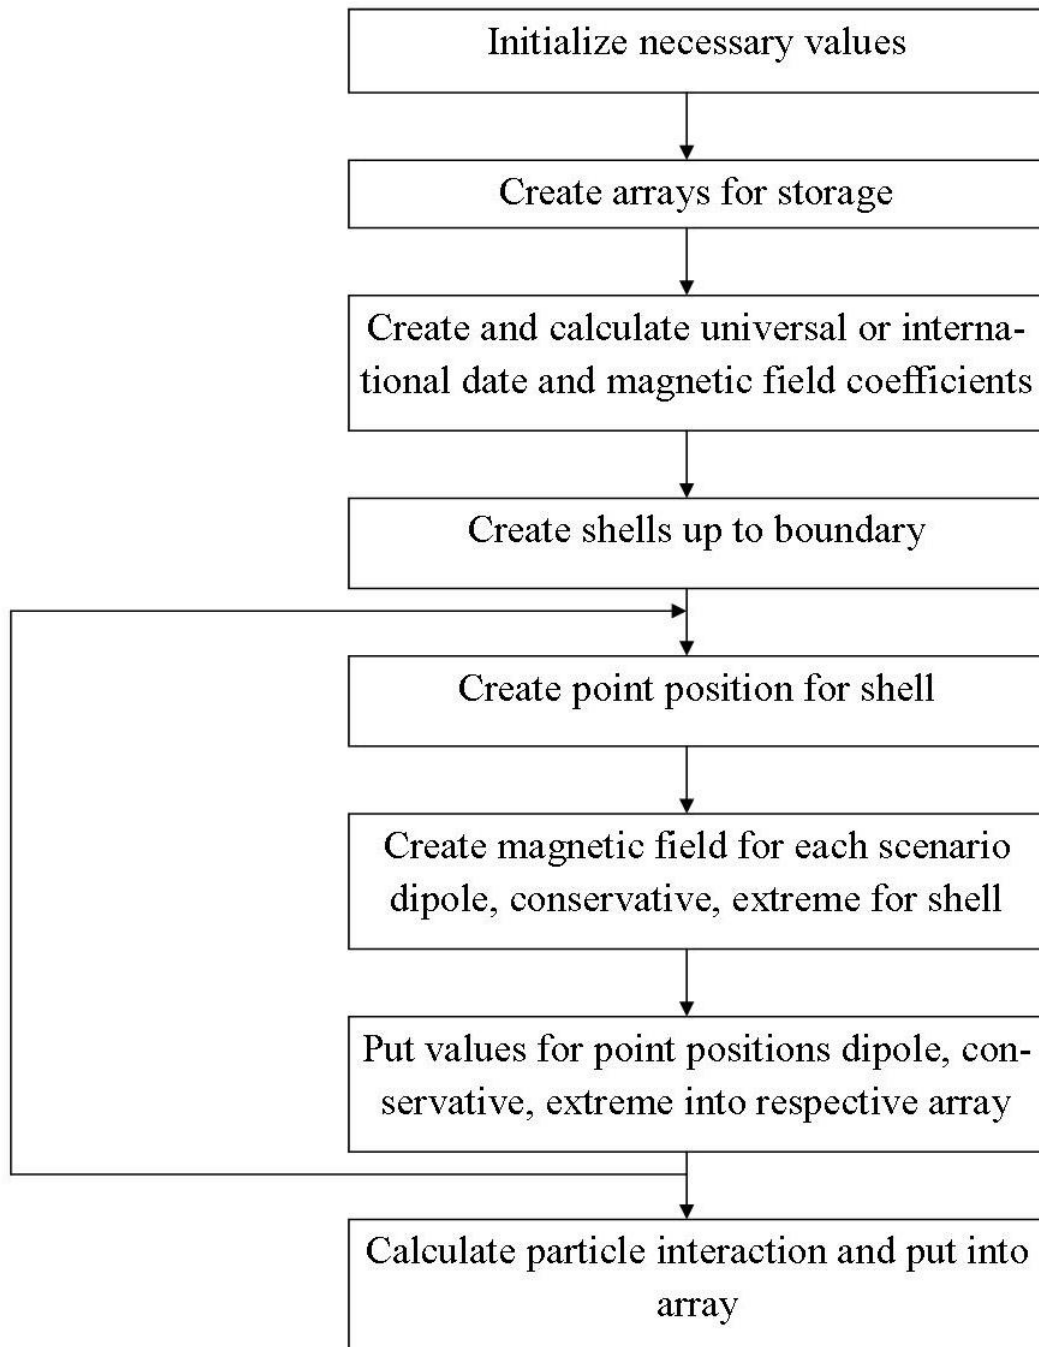 Initialize necessary values
Create arrays for storage
Create and calculate universal or interna-
tional date and magnetic field coefficients
Create shells up to boundary
Create point position for shell
Create magnetic field for each scenario
dipole, conservative, extreme for shell
Put values for point positions dipole, con-
servative, extreme into respective array
Calculate particle interaction and put into
array